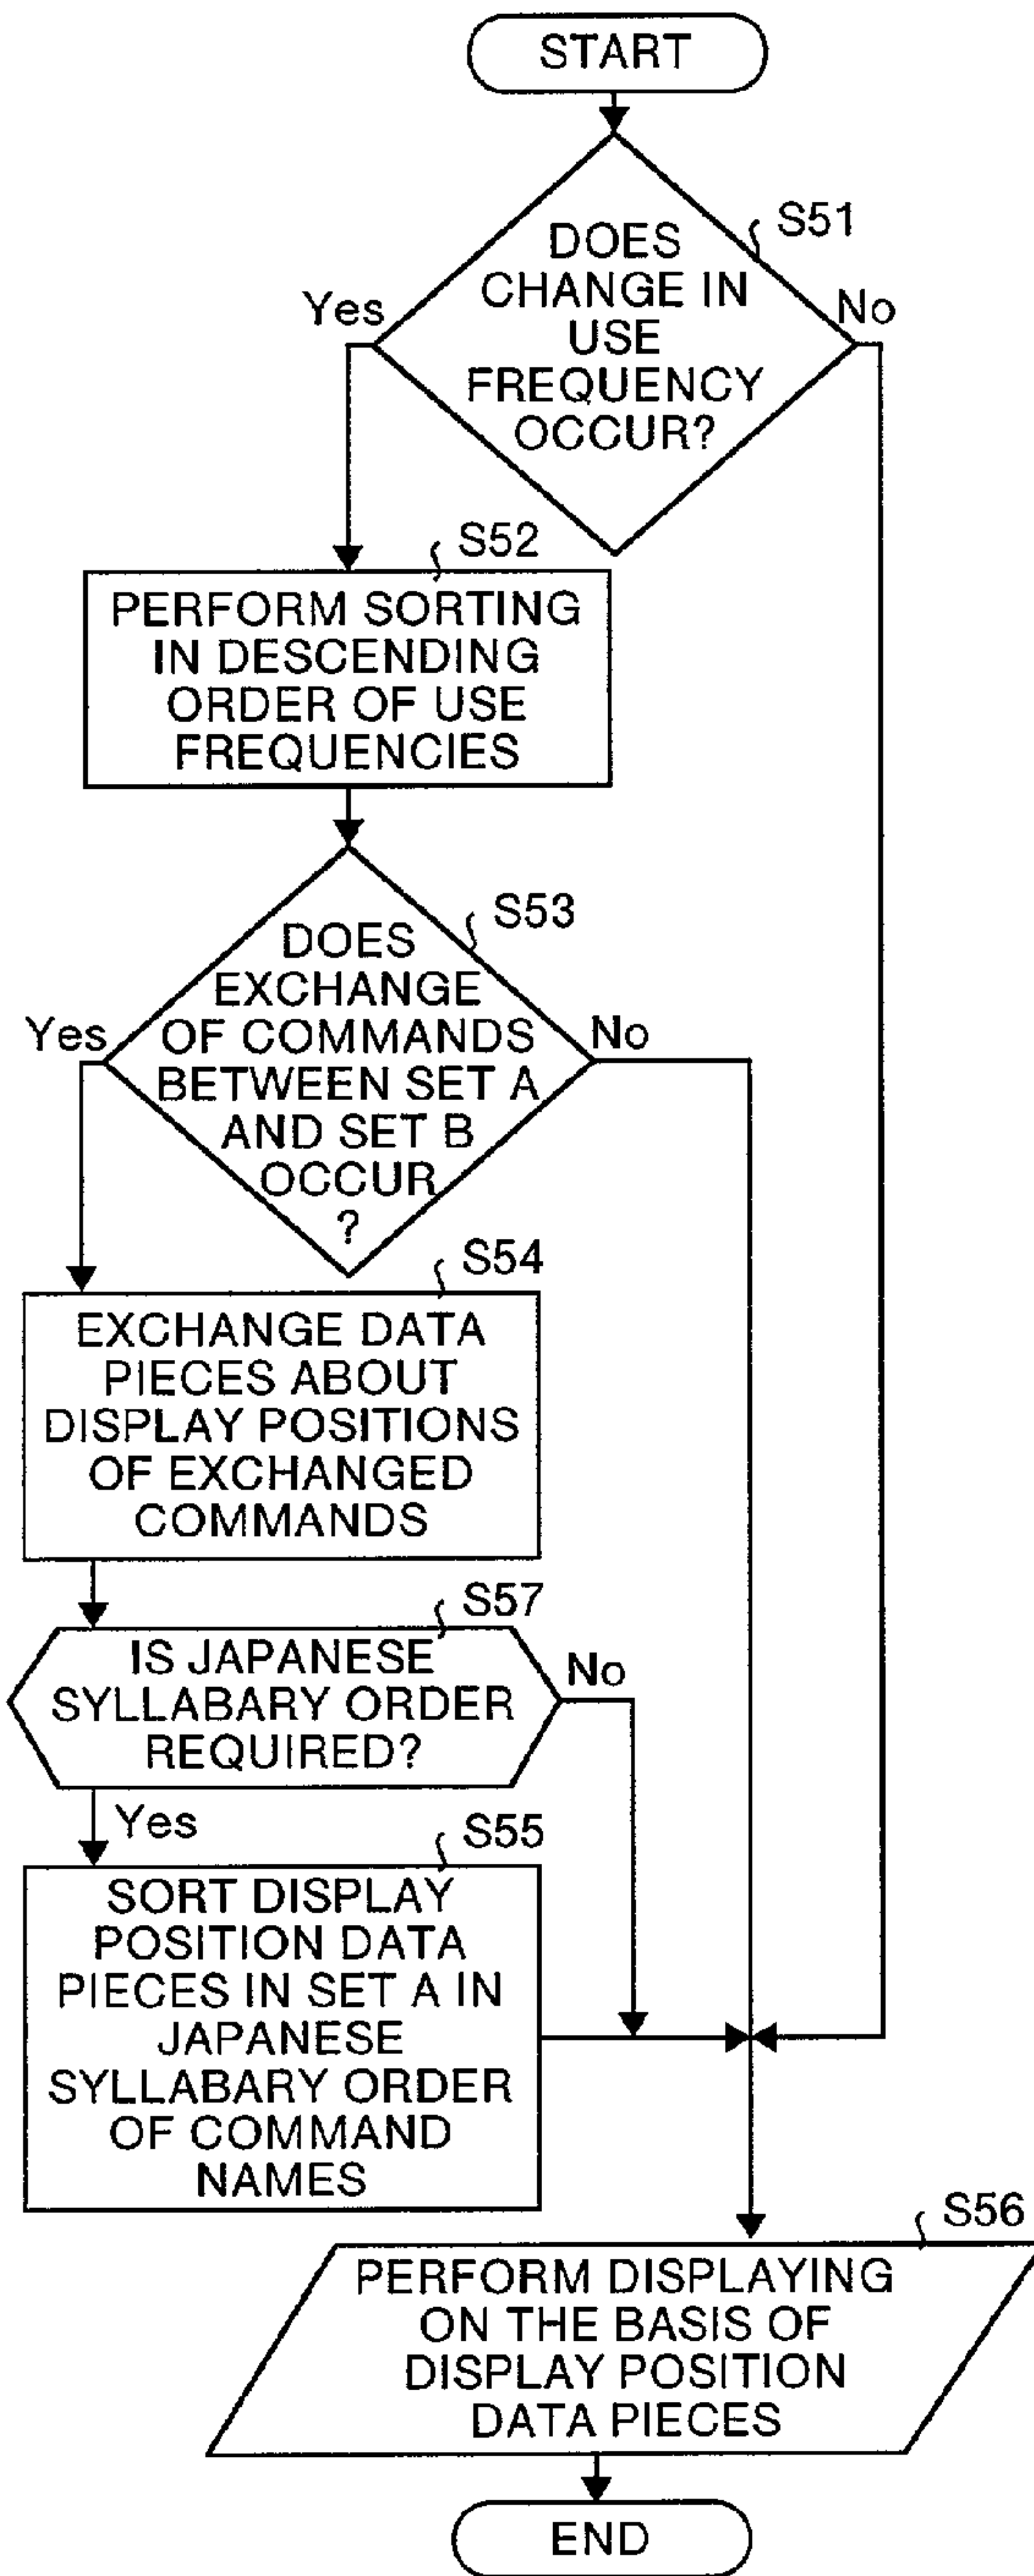 START
S51
DOES
CHANGE IN
USE
FREQUENCY
OCCUR?
Yes
No
S52
PERFORM SORTING
IN DESCENDING
ORDER OF USE
FREQUENCIES
S53
DOES
EXCHANGE
OF COMMANDS
BETWEEN SET A
AND SET B
OCCUR
?
Yes
No
S54
EXCHANGE DATA
PIECES ABOUT
DISPLAY POSITIONS
OF EXCHANGED
COMMANDS
S57
IS JAPANESE
SYLLABARY ORDER
REQUIRED?
No
Yes
S55
SORT DISPLAY
POSITION DATA
PIECES IN SET A IN
JAPANESE
SYLLABARY ORDER
OF COMMAND
NAMES
S56
PERFORM DISPLAYING
ON THE BASIS OF
DISPLAY POSITION
DATA PIECES
END